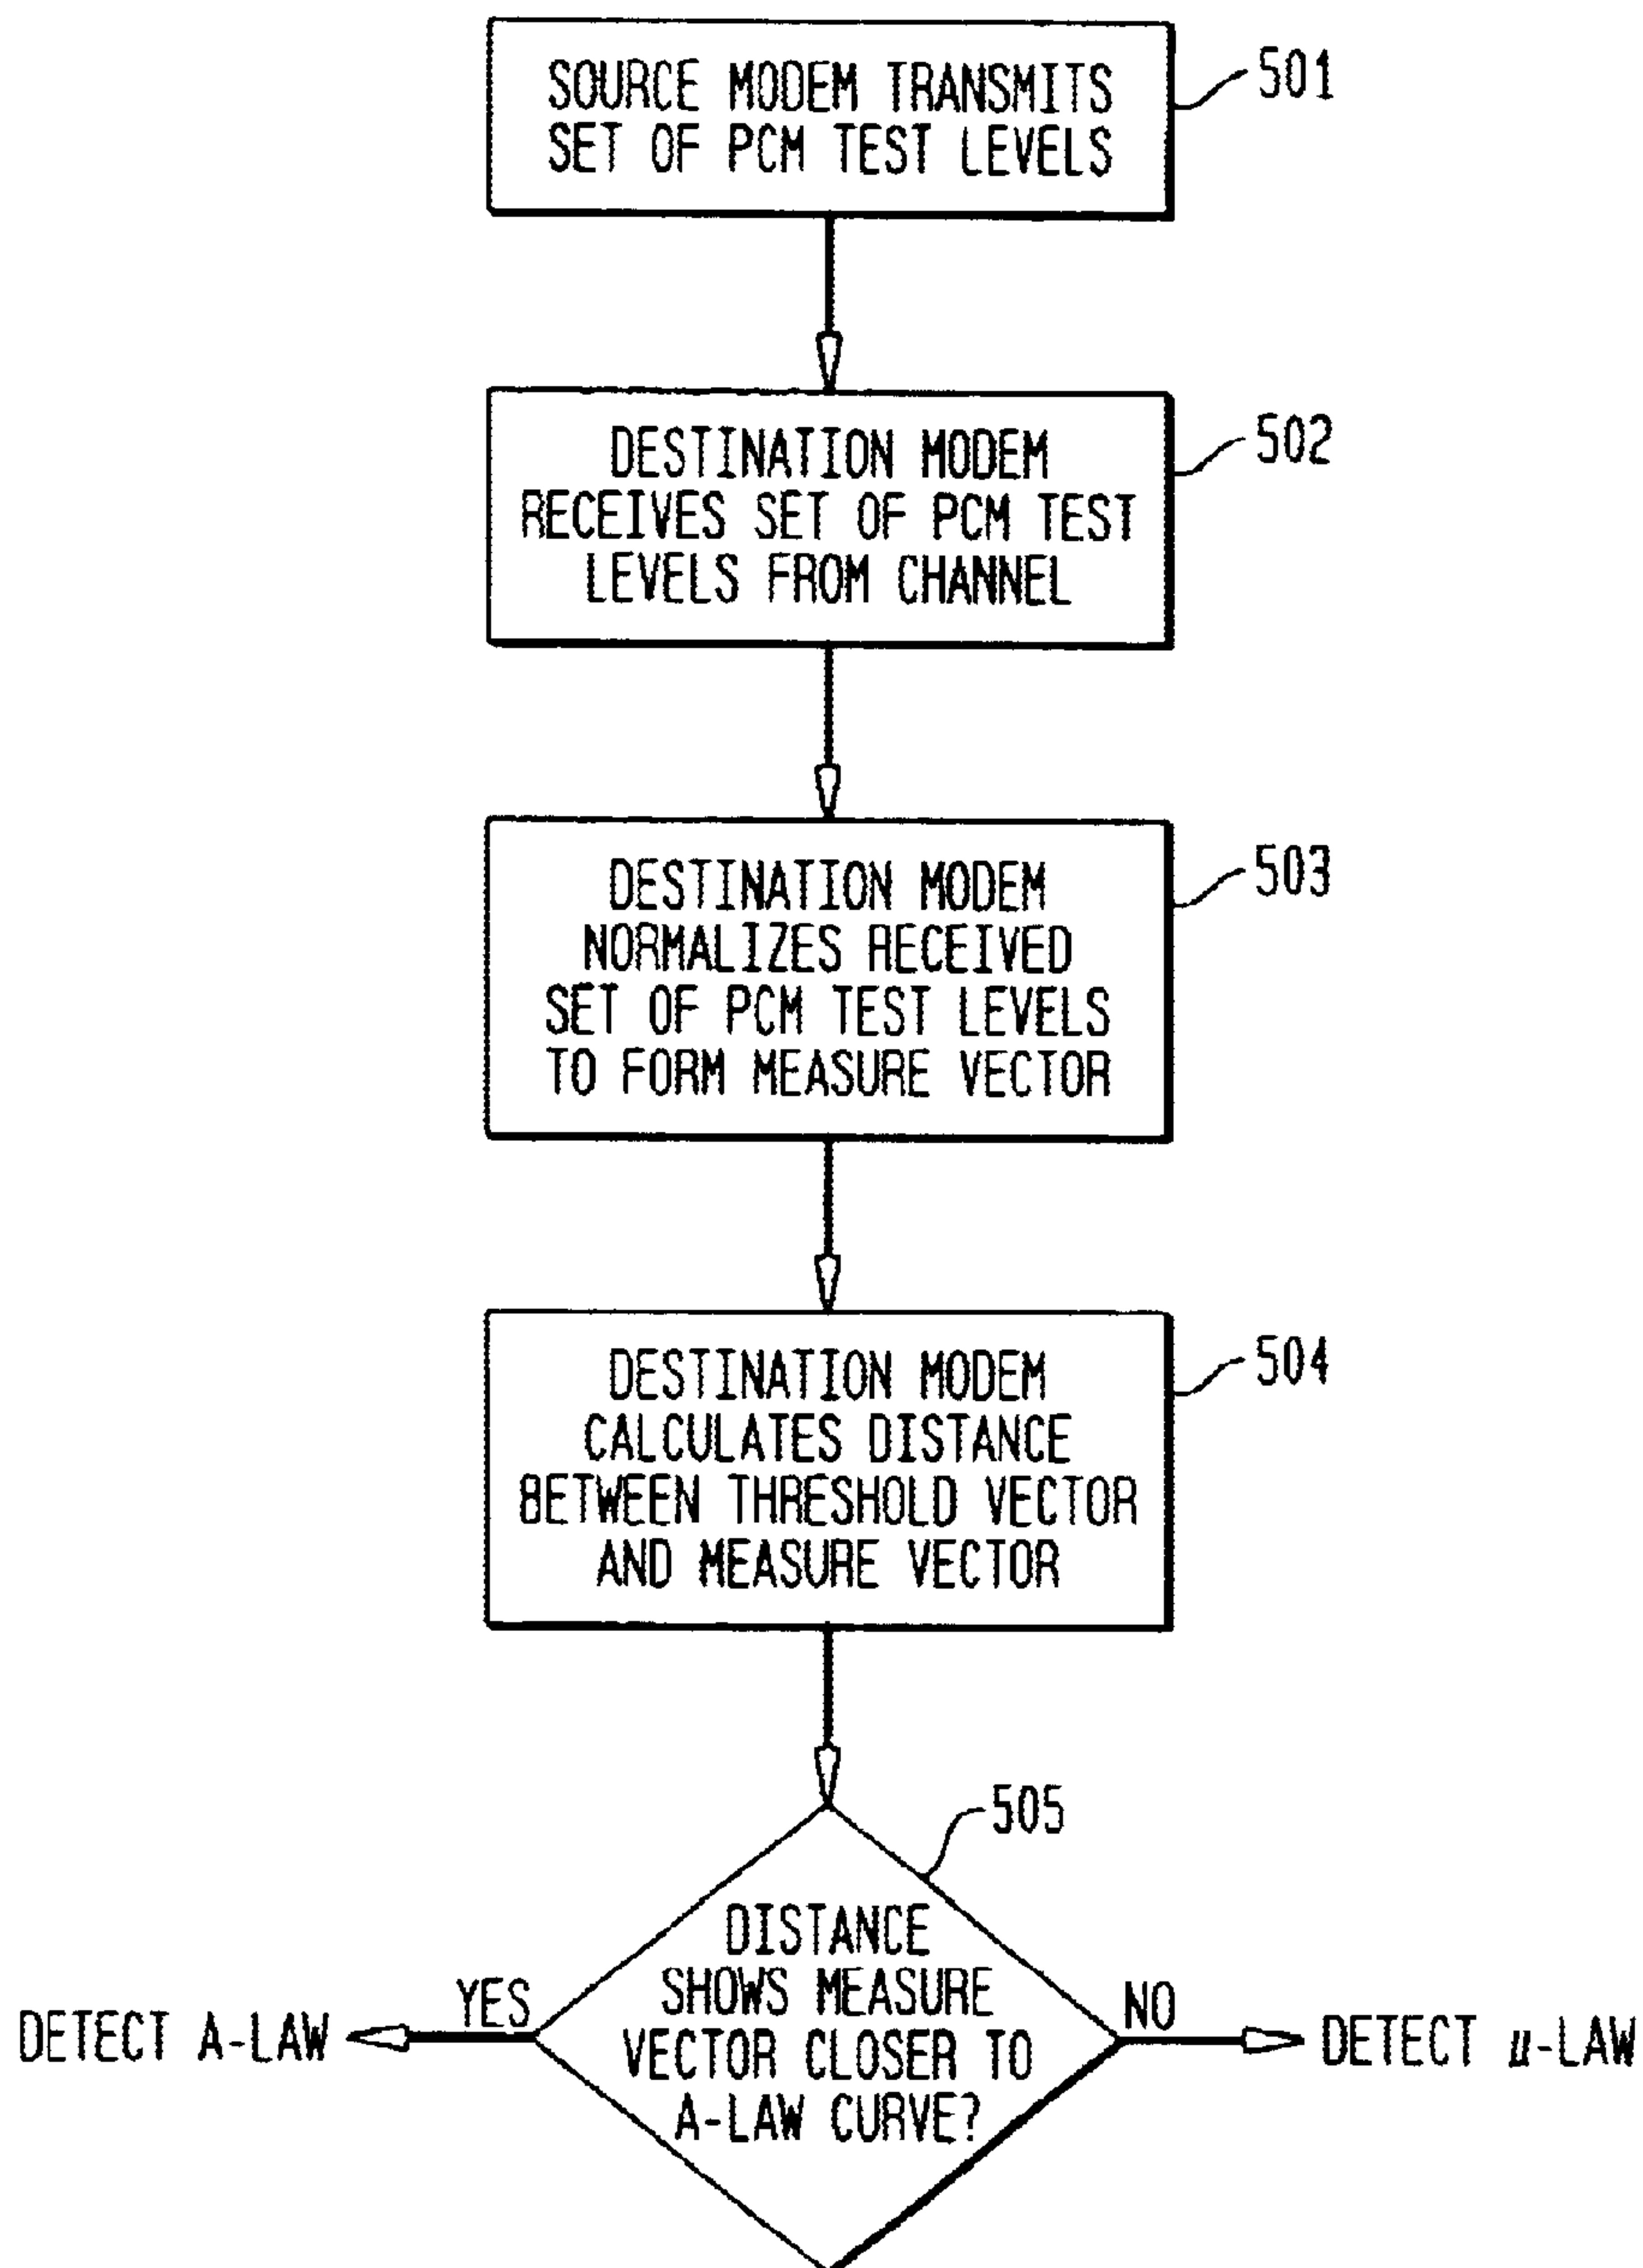 SOURCE MODEM TRANSMITS
SET OF PCM TEST LEVELS
501
DESTINATION MODEM
RECEIVES SET OF PCM TEST
LEVELS FROM CHANNEL
502
DESTINATION MODEM
NORMALIZES RECEIVED
SET OF PCM TEST LEVELS
TO FORM MEASURE VECTOR
503
DESTINATION MODEM
CALCULATES DISTANCE
BETWEEN THRESHOLD VECTOR
AND MEASURE VECTOR
504
505
DISTANCE
SHOWS MEASURE
VECTOR CLOSER TO
A-LAW CURVE?
YES
DETECT A-LAW
NO
DETECT μ-LAW